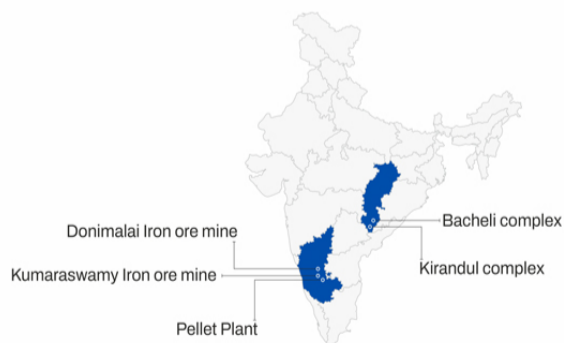 Bacheli complex
Donimalai Iron ore mine
Kirandul complex
Kumaraswamy Iron ore mine
Pellet Plant